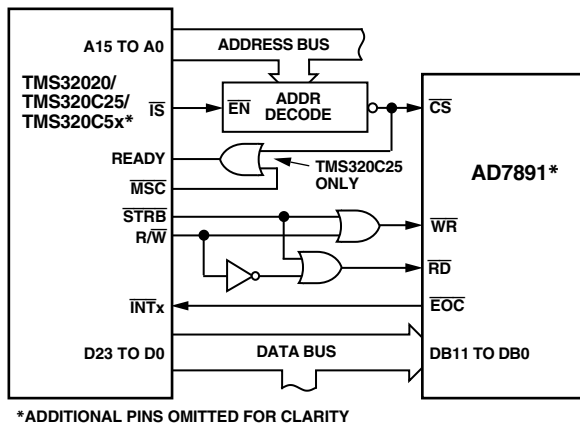 A15 TO A0
ADDRESS BUS
TMS32020/
TMS320C25/
TMS320C5x*
IS
EN
ADDR
DECODE
CS
READY
TMS320C25
ONLY
MSC
AD7891*
STRB
R/W
WR
RD
INTx
EOC
D23 TO D0
DATA BUS
DB11 TO DB0
*ADDITIONAL PINS OMITTED FOR CLARITY